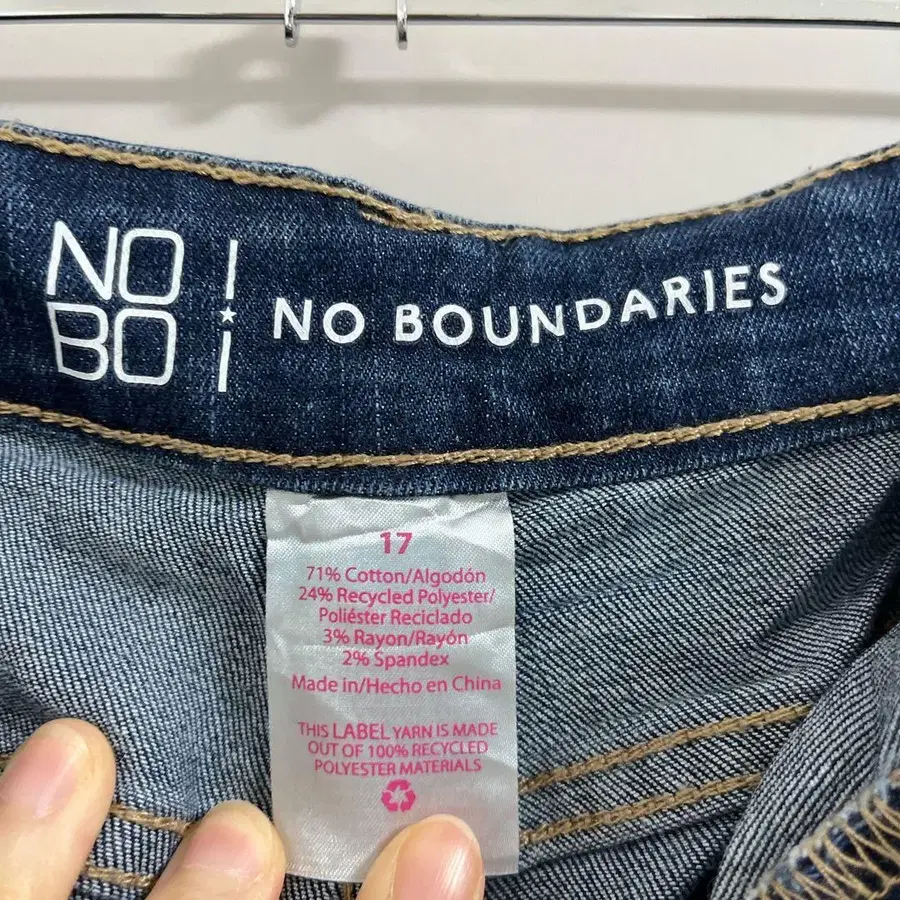 NO
BO
NO BOUNDARIES
17
71% Cotton/Algodón
24% Recycled Polyester/
Poliéster Reciclado
3% Rayon/Rayón
2% Spandex
Made in/Hecho en China
THIS LABEL YARN IS MADE
OUT OF 100% RECYCLED
POLYESTER MATERIALS